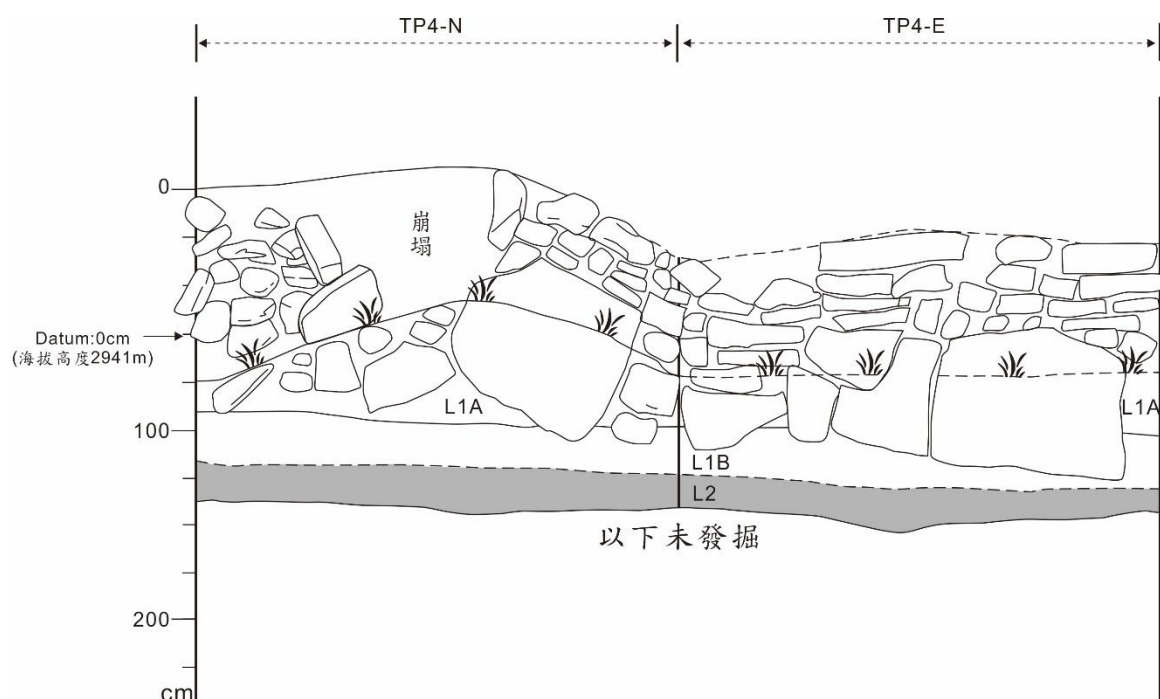 TP4-N
TP4-E
0
崩
塌
Datum:0cm
(海拔高度2941m)
L1A
L1A
100
L1B
L2
以下未發掘
200
cm